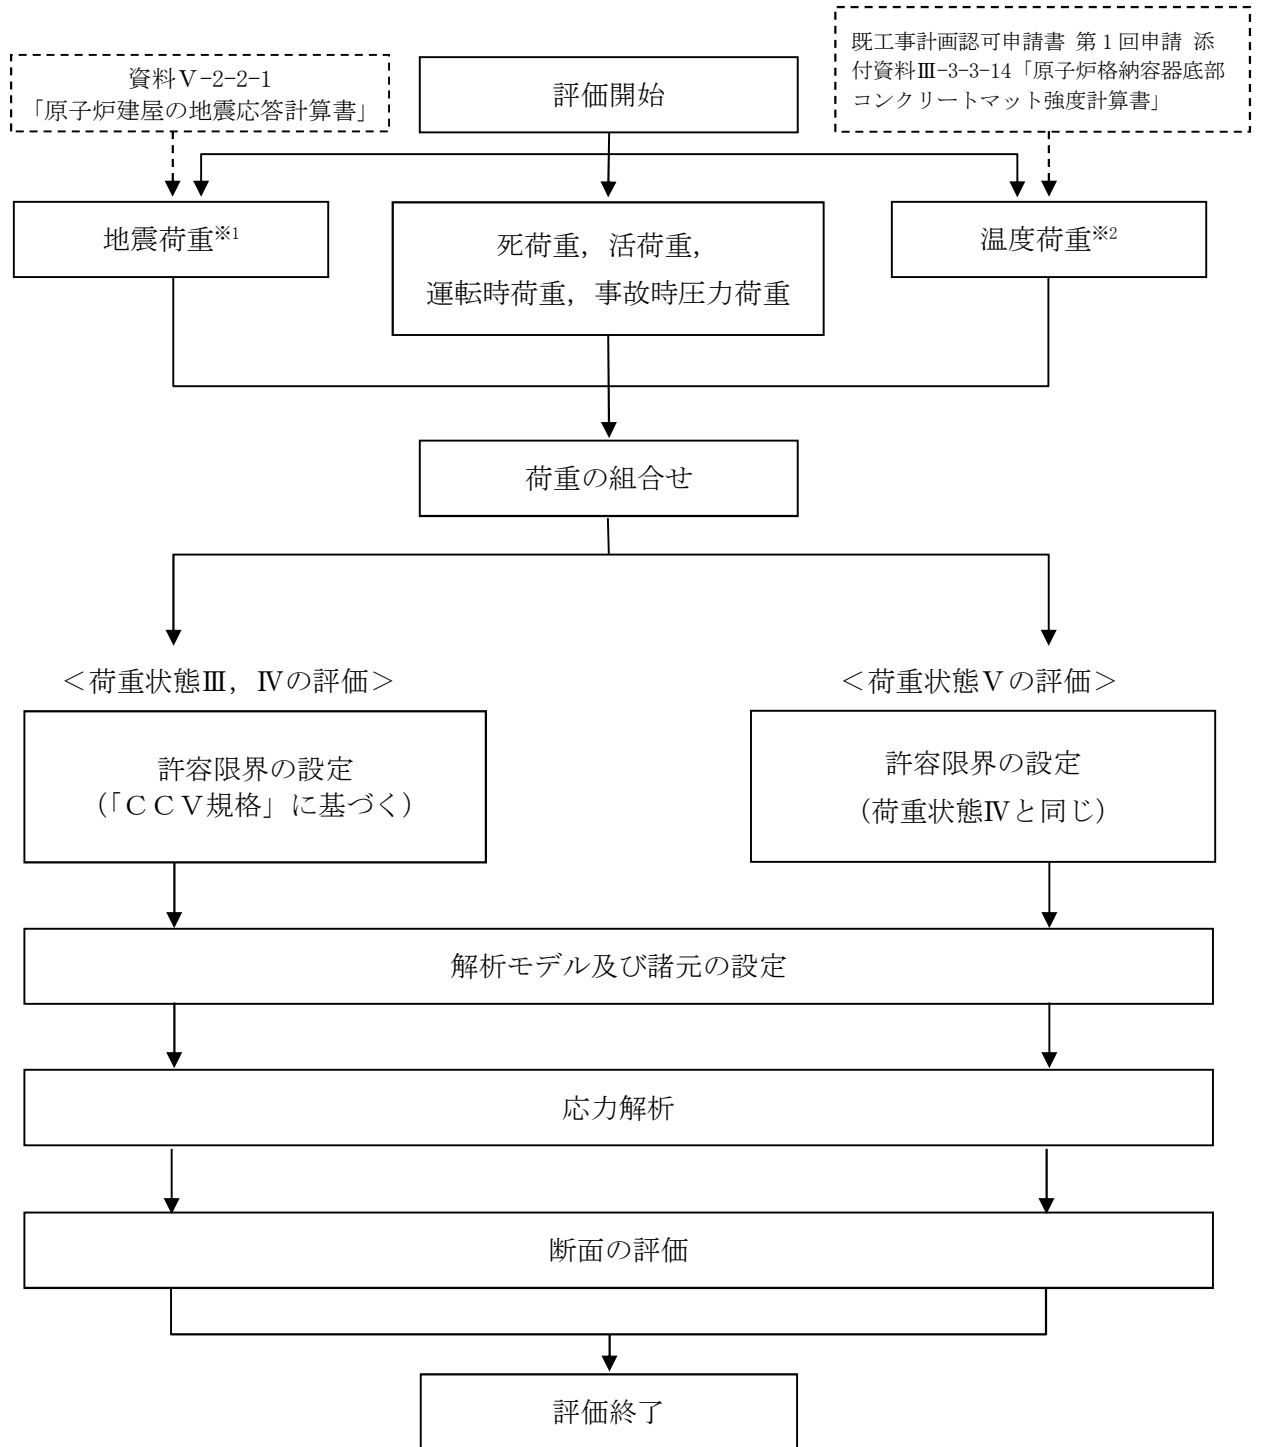 資料Ⅴ-2-2-1
「原子炉建屋の地震応答計算書」
評価開始
既工事計画認可申請書 第1回申請 添
付資料Ⅲ-3-3-14「原子炉格納容器底部
コンクリートマット強度計算書」
地震荷重※1
死荷重，活荷重，
運転時荷重，事故時圧力荷重
温度荷重※2
荷重の組合せ
＜荷重状態Ⅲ，Ⅳの評価＞
＜荷重状態Ⅴの評価＞
許容限界の設定
（「ＣＣＶ規格」に基づく）
許容限界の設定
（荷重状態Ⅳと同じ）
解析モデル及び諸元の設定
応力解析
断面の評価
評価終了